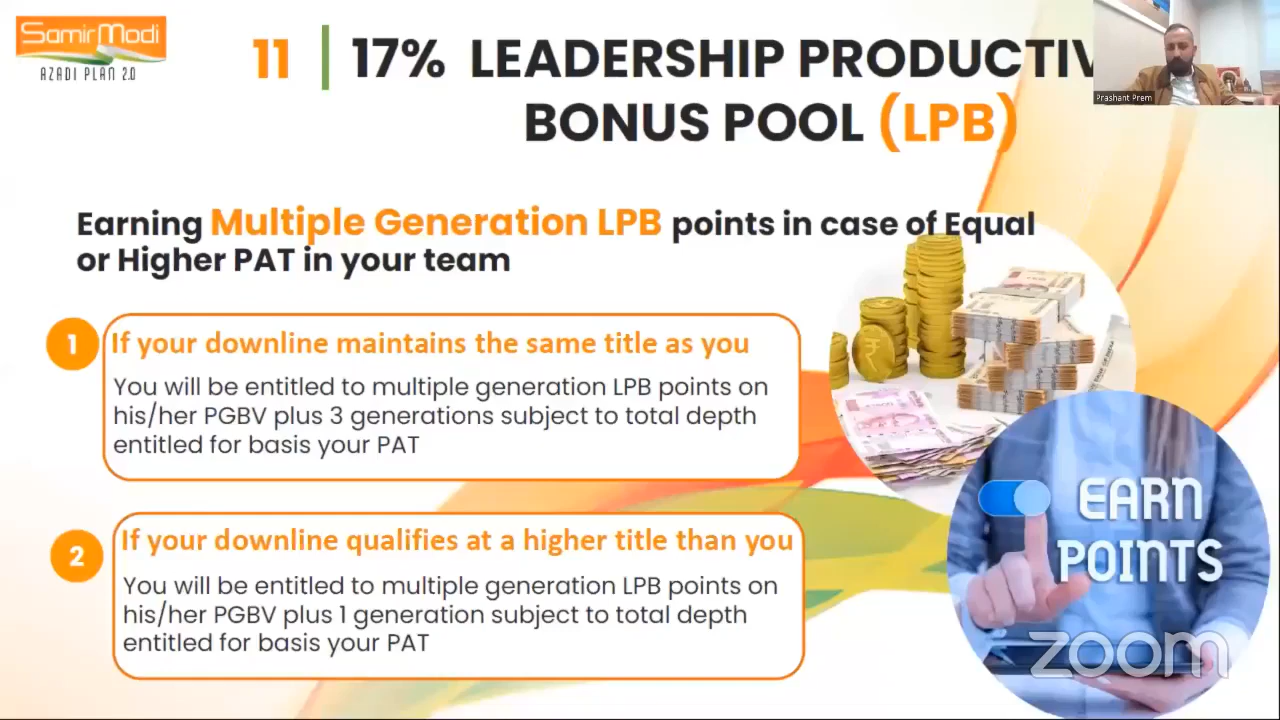 SamirModi
AZADI PLAN 2.0
11 17% LEADERSHIP PRODUCTIV
BONUS POOL (LPB)
Prashant Prem
Earning Multiple Generation LPB points in case of Equal
or Higher PAT in your team
1 If your downline maintains the same title as you
You will be entitled to multiple generation LPB points on
his/her PGBV plus 3 generations subject to total depth
entitled for basis your PAT
2 If your downline qualifies at a higher title than you
You will be entitled to multiple generation LPB points on
his/her PGBV plus 1 generation subject to total depth
entitled for basis your PAT
EARN
POINTS
zoom